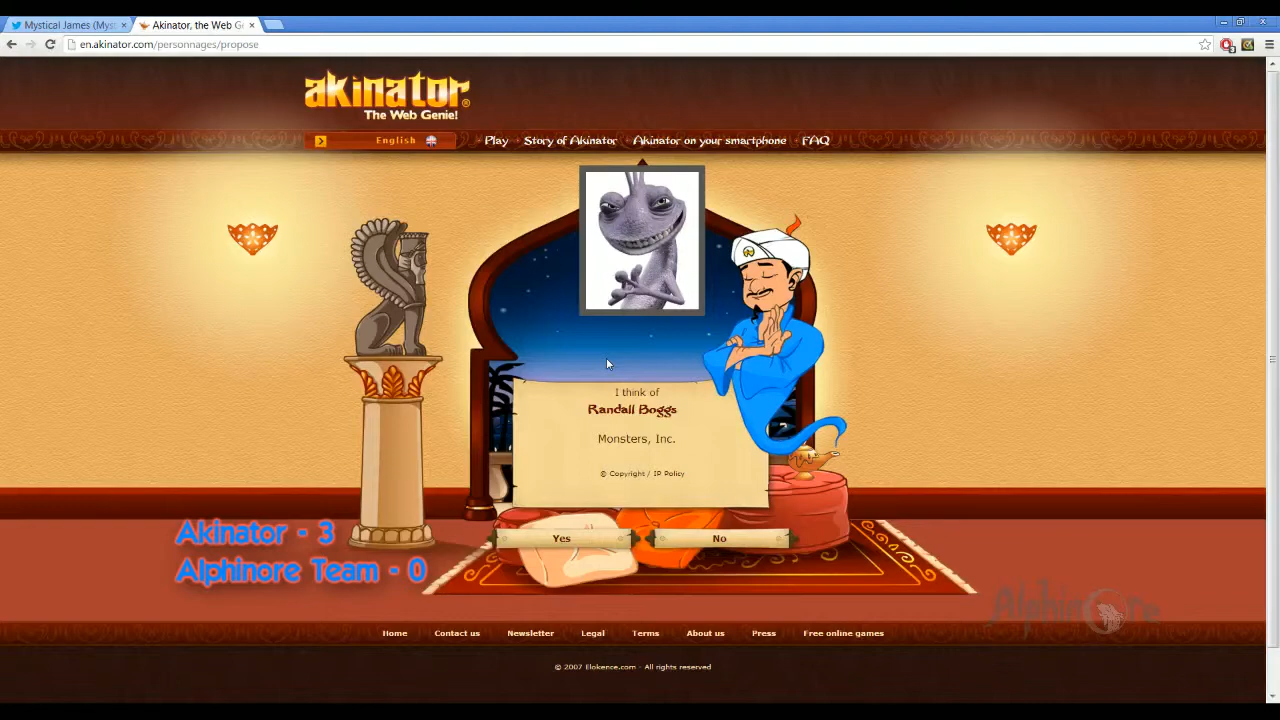 Mystical James (Mys
Akinator, the Web G
en.akinator.com/personnages/propose
akinator®
The Web Genie!
English
Play
Story of Akinator
Akinator on your smartphone
FAQ
I think of
Randall Boggs
Monsters, Inc.
© Copyright / IP Policy
Yes
No
Akinator - 3
Alphinore Team - 0
Alphinore
Home
Contact us
Newsletter
Legal
Terms
About us
Press
Free online games
© 2007 Elokence.com - All rights reserved